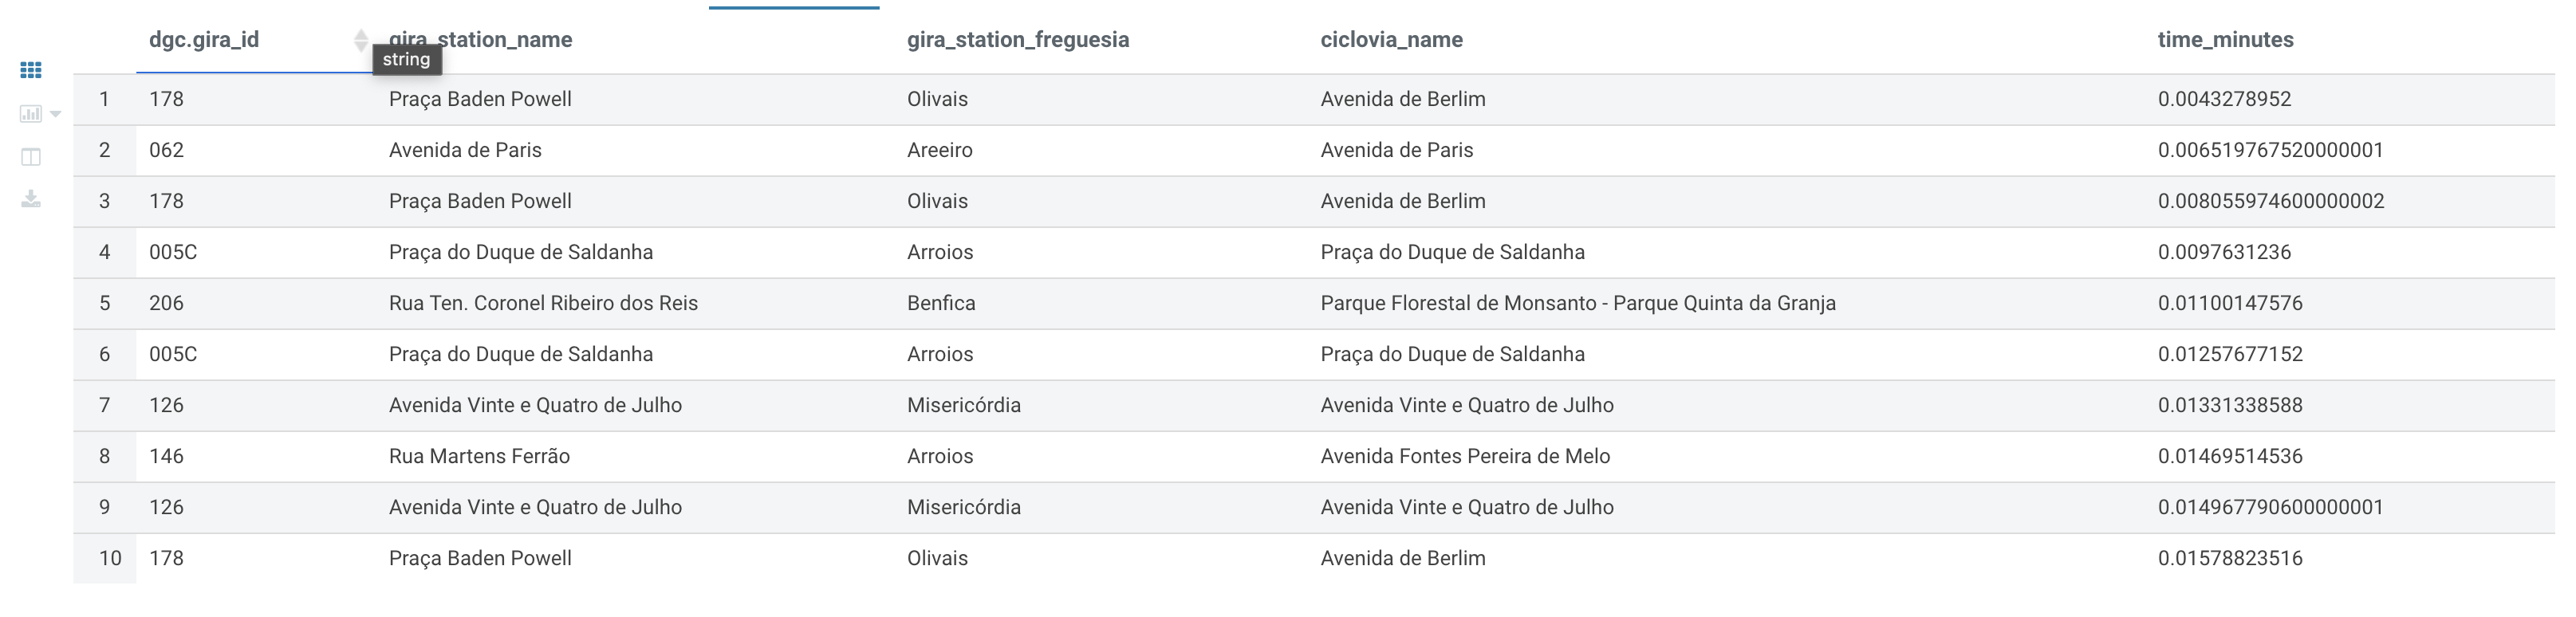 dgc.gira_id gira_station_name gira_station_freguesia ciclovia_name time_minutes
string
1 178 Praça Baden Powell Olivais Avenida de Berlim 0.0043278952
2 062 Avenida de Paris Areeiro Avenida de Paris 0.006519767520000001
3 178 Praça Baden Powell Olivais Avenida de Berlim 0.008055974600000002
4 005C Praça do Duque de Saldanha Arroios Praça do Duque de Saldanha 0.0097631236
5 206 Rua Ten. Coronel Ribeiro dos Reis Benfica Parque Florestal de Monsanto - Parque Quinta da Granja 0.01100147576
6 005C Praça do Duque de Saldanha Arroios Praça do Duque de Saldanha 0.01257677152
7 126 Avenida Vinte e Quatro de Julho Misericórdia Avenida Vinte e Quatro de Julho 0.01331338588
8 146 Rua Martens Ferrão Arroios Avenida Fontes Pereira de Melo 0.01469514536
9 126 Avenida Vinte e Quatro de Julho Misericórdia Avenida Vinte e Quatro de Julho 0.014967790600000001
10 178 Praça Baden Powell Olivais Avenida de Berlim 0.01578823516